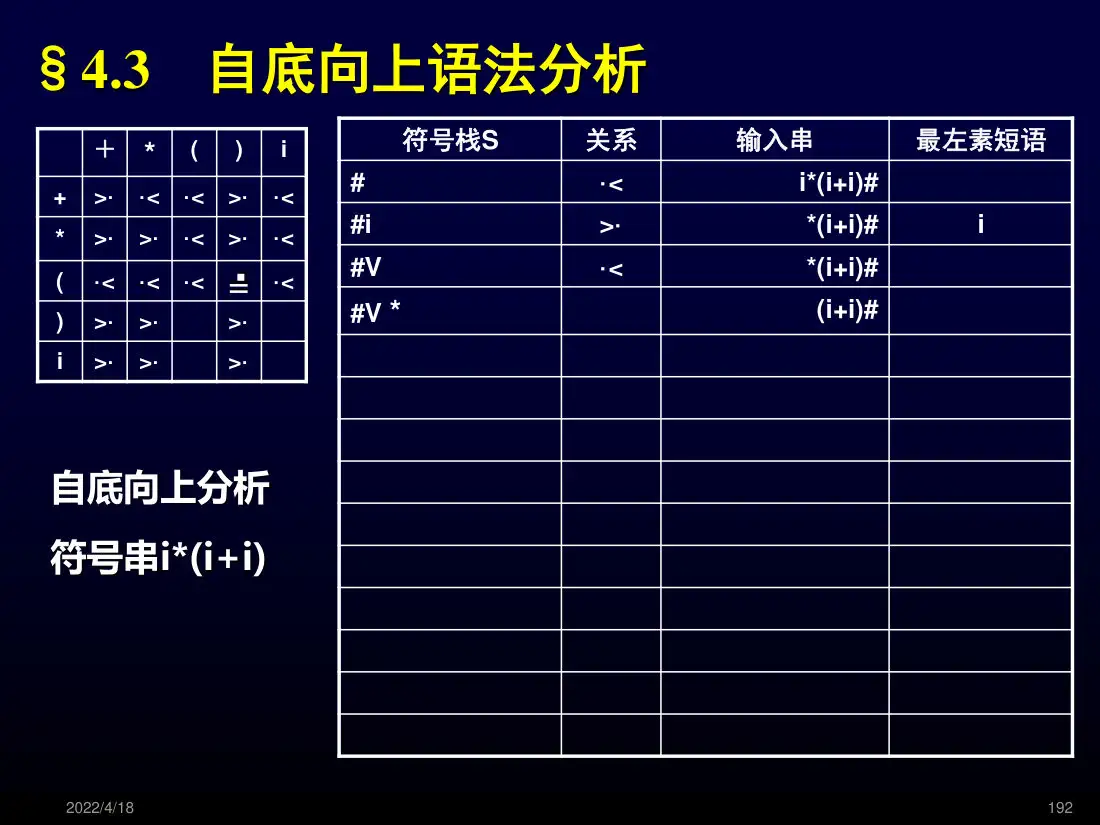 §4.3 自底向上语法分析
+ * ( ) i
+ >· ·< ·< >· ·<
* >· >· ·< >· ·<
( ·< ·< ·< ≐ ·<
) >· >· >·
i >· >· >·
自底向上分析
符号串i*(i+i)
符号栈S 关系 输入串 最左素短语
# ·< i*(i+i)#
#i >· *(i+i)# i
#V ·< *(i+i)#
#V * (i+i)#
2022/4/18
192